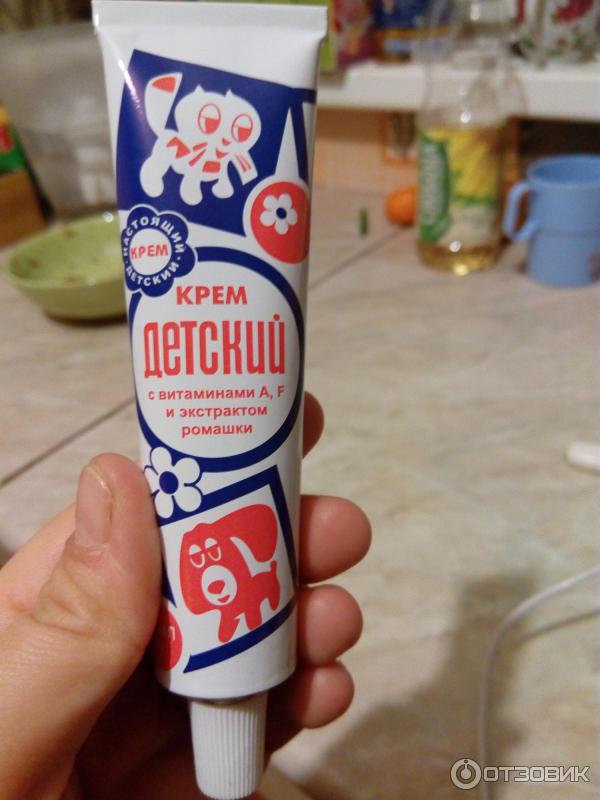 НАСТОЯЩИЙ
КРЕМ
ДЕТСКИЙ
КРЕМ
ДЕТСКИЙ
с витаминами А, F
и экстрактом
ромашки
ОТЗОВИК